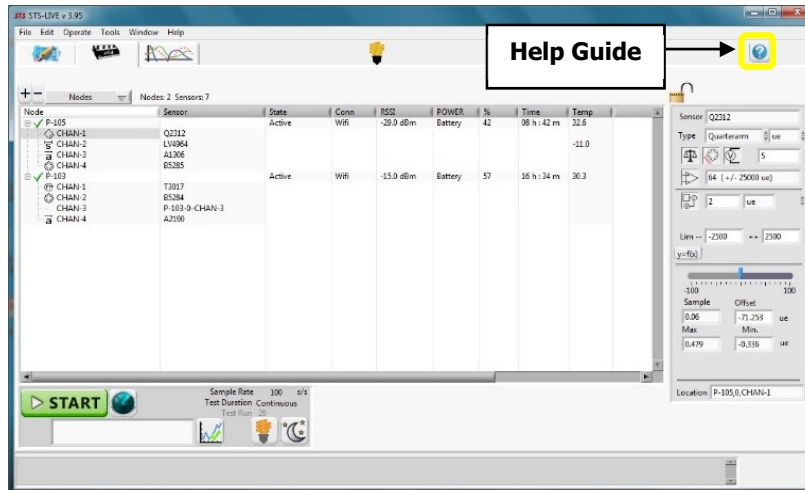 STS STS-LIVE v 3.95
File Edit Operate Tools Window Help
Help Guide
+ - Nodes Nodes: 2 Sensors: 7
Node Sensor State Conn RSSI POWER % Time Temp
P-105 Active Wifi -29.0 dBm Battery 42 08 h : 42 m 32.6
CHAN-1 Q2312
CHAN-2 LV4964 -11.0
CHAN-3 A1306
CHAN-4 B5285
P-103 Active Wifi -15.0 dBm Battery 57 16 h : 34 m 30.3
CHAN-1 T3017
CHAN-2 B5284
CHAN-3 P-103-0-CHAN-3
CHAN-4 A2190
Sensor Q2312
Type Quarterarm ue
5
64 (+/- 25000 ue)
2 ue
Lim -- -2500 ++ 2500
y=f(x)
-100 100
Sample Offset
0.06 -71.253 ue
Max Min.
0.479 -0.336 ue
Location P-105,0,CHAN-1
START
Sample Rate 100 s/s
Test Duration Continuous
Test Run 29